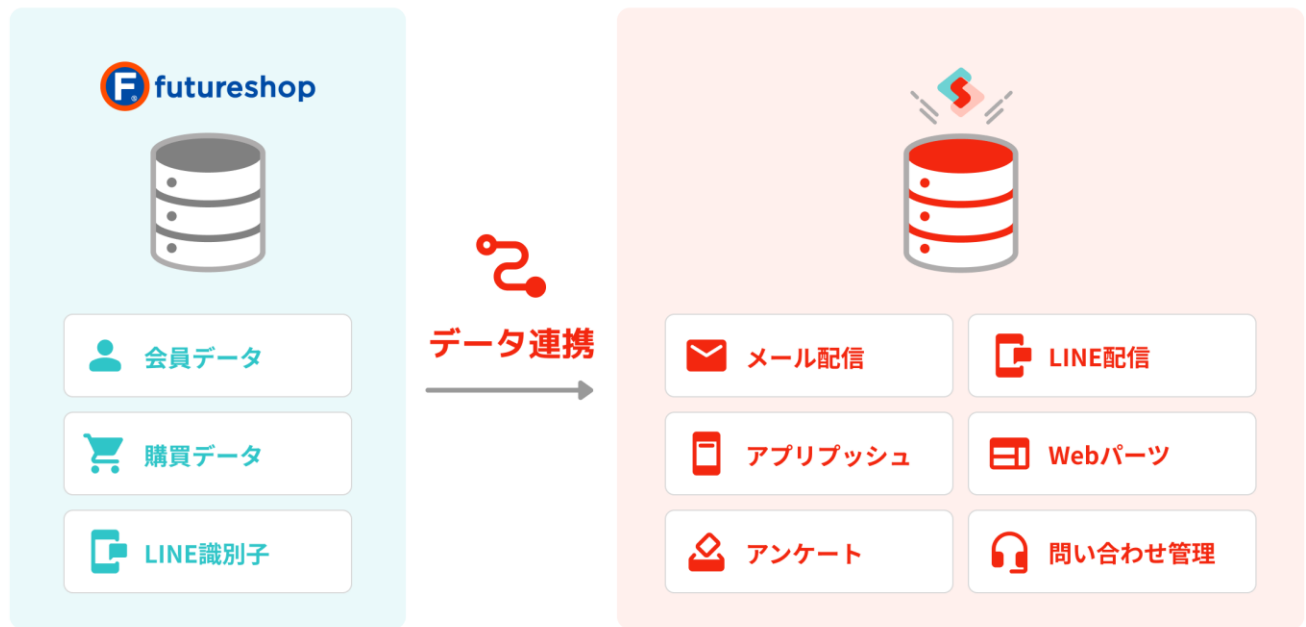 futureshop
会員データ
購買データ
LINE識別子
データ連携
メール配信
LINE配信
アプリプッシュ
Webパーツ
アンケート
問い合わせ管理